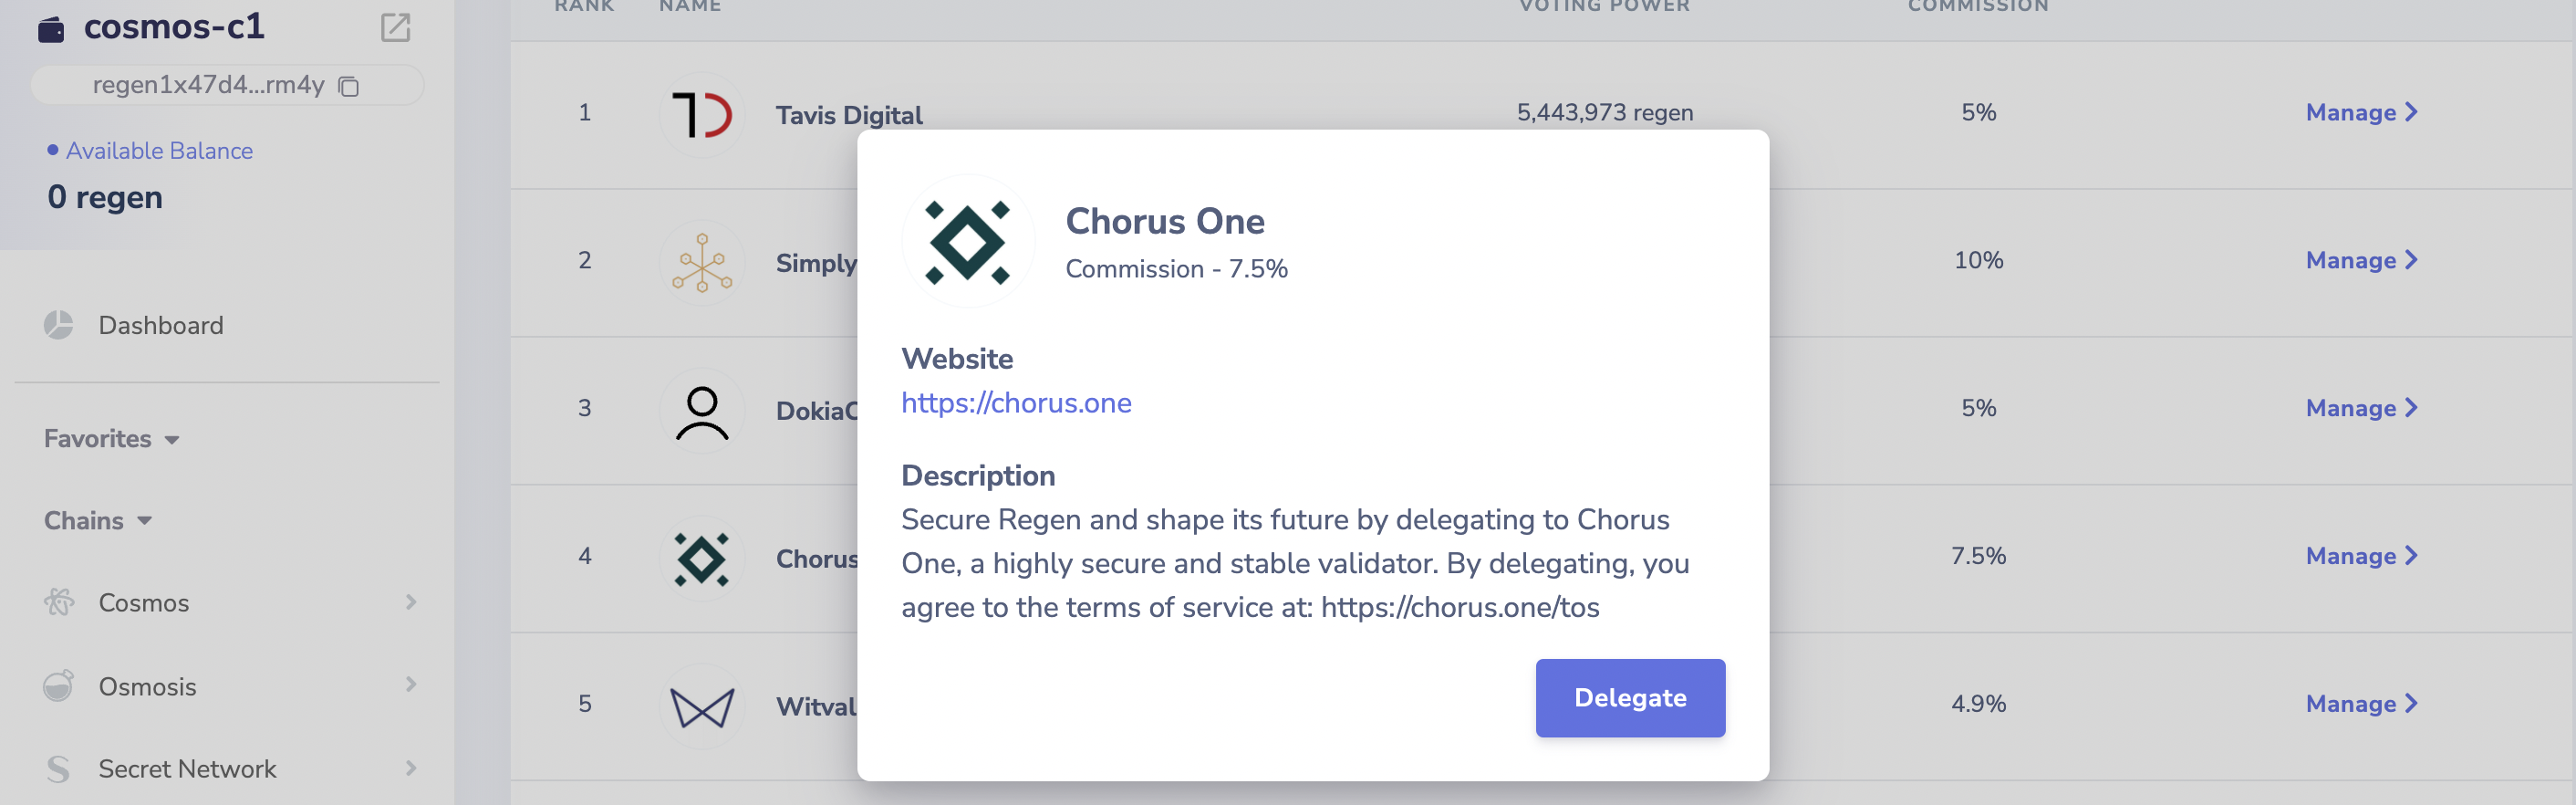 cosmos-c1
regen1x47d4...rm4y
Available Balance
0 regen
Dashboard
Favorites
Chains
Cosmos
Osmosis
Secret Network
RANK NAME VOTING POWER COMMISSION
1 Tavis Digital 5,443,973 regen 5% Manage
2 Simply 10% Manage
3 DokiaC 5% Manage
4 Chorus 7.5% Manage
5 Witval 4.9% Manage
Chorus One
Commission - 7.5%
Website
https://chorus.one
Description
Secure Regen and shape its future by delegating to Chorus
One, a highly secure and stable validator. By delegating, you
agree to the terms of service at: https://chorus.one/tos
Delegate